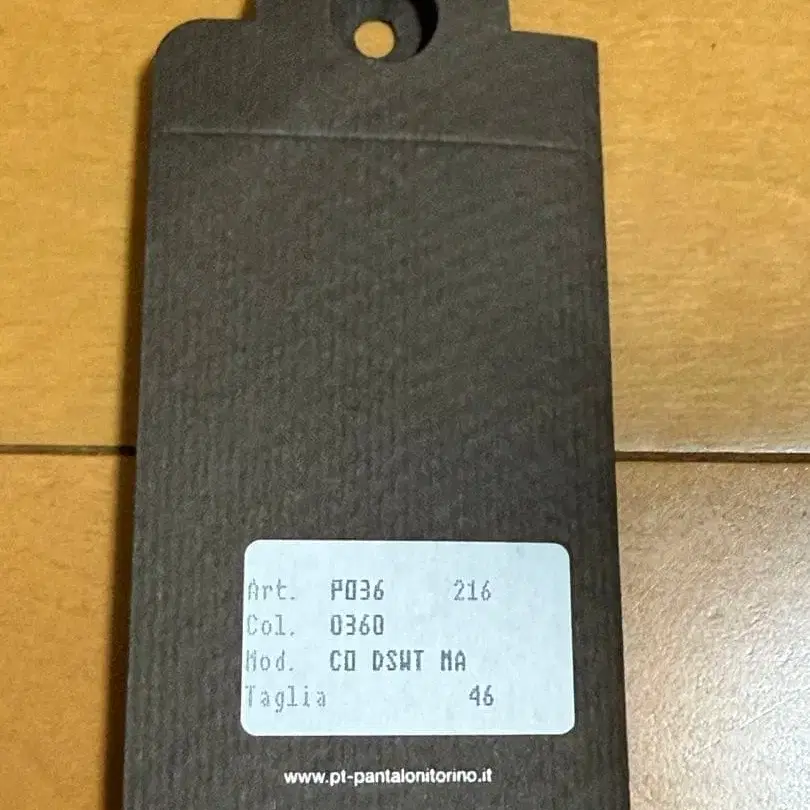 Art. P036 216
Col. 0360
Mod. CO DSWT MA
Taglia 46
www.pt-pantalonitorino.it